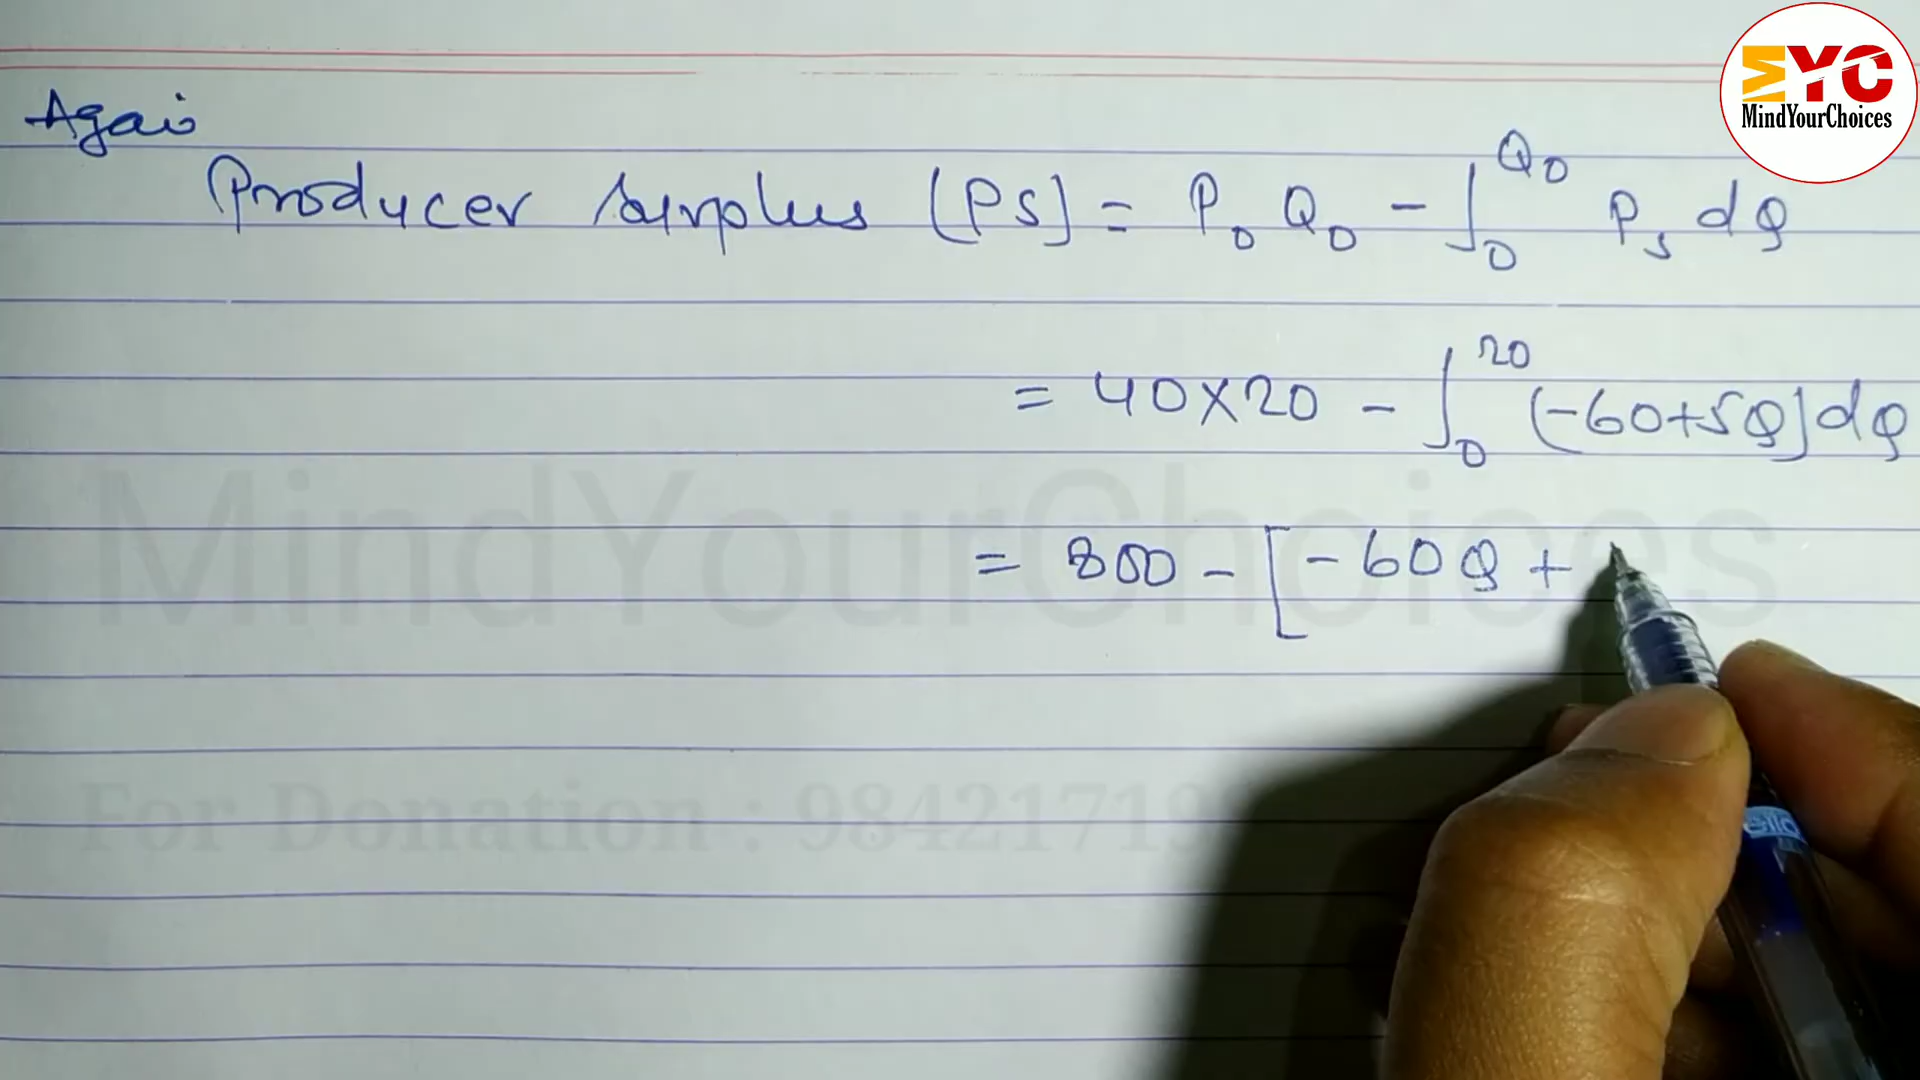 MYC
MindYourChoices
Again
Producer surplus (PS) = P₀ Q₀ - ∫₀^Q₀ Pₛ dQ
= 40×20 - ∫₀^20 (-60+5Q) dQ
= 800 - [-60Q +
MindYourChoices
For Donation : 98421719